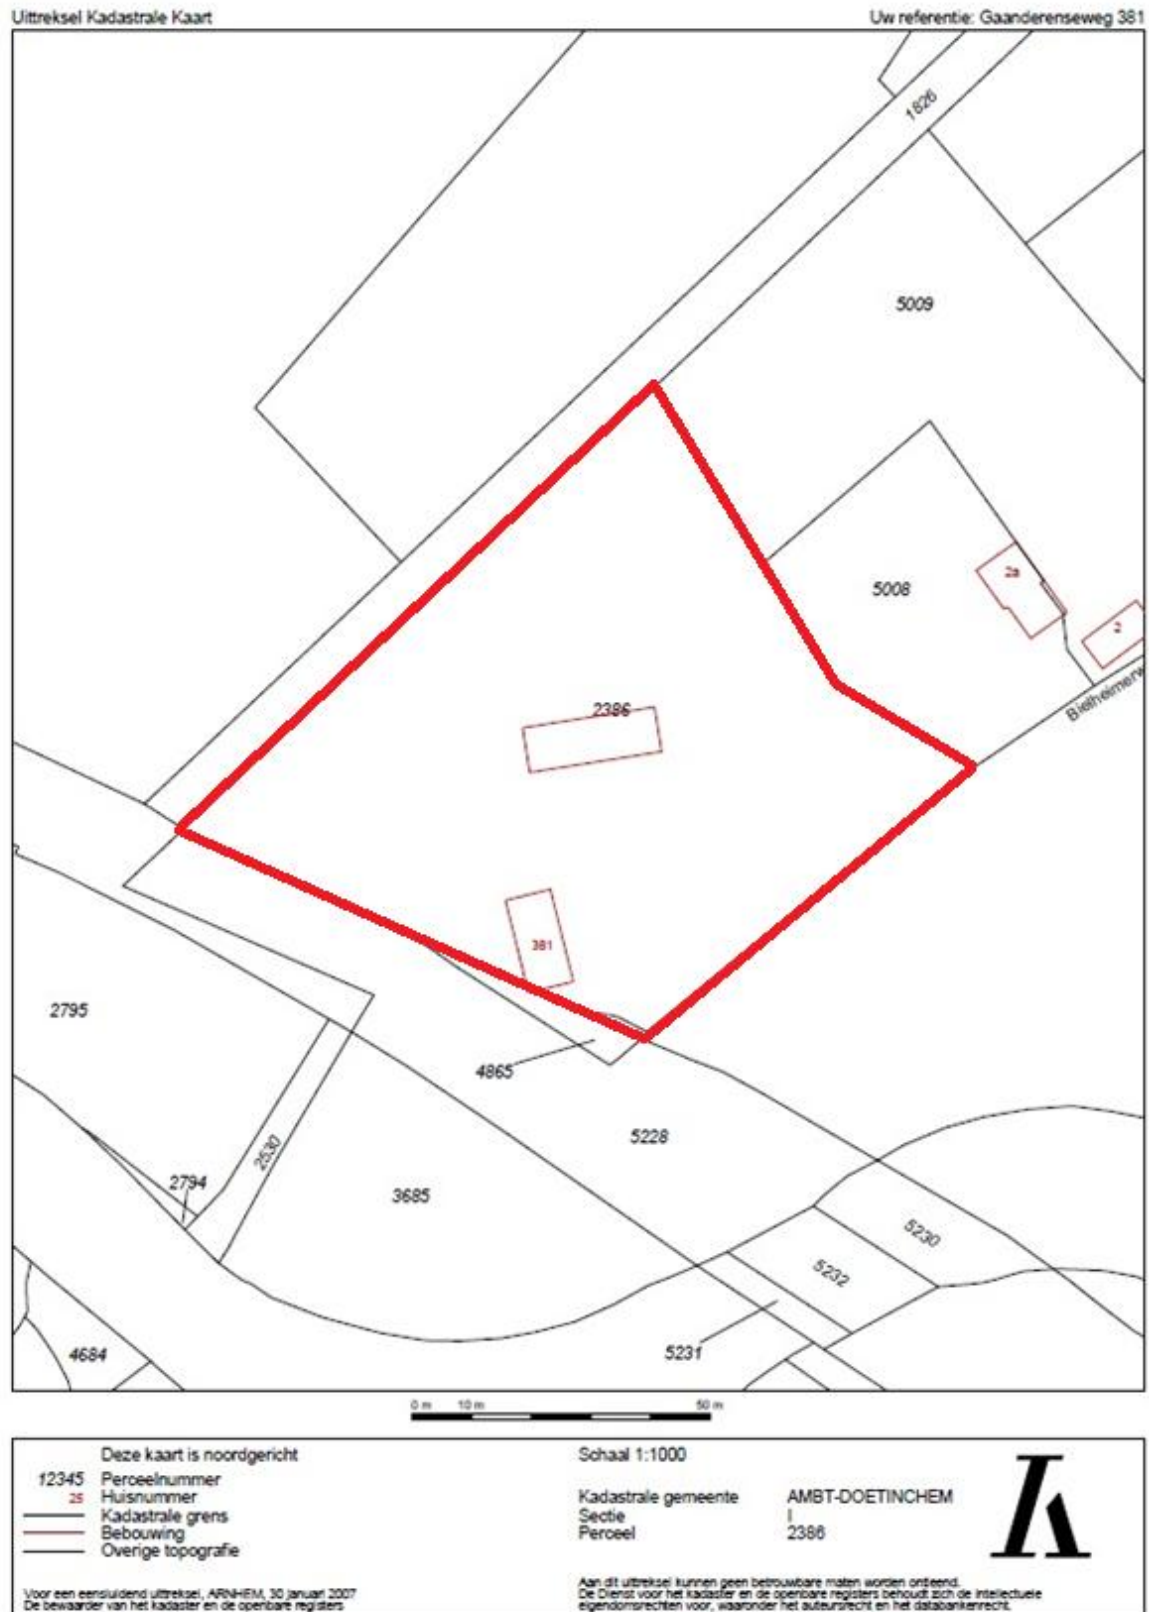 Uittreksel Kadastrale Kaart
Uw referentie: Gaanderenseweg 381
1826
5009
2a
5008
2
2386
Bielheimerw
381
2795
4865
5228
2530
2794
3685
5230
5232
5231
4684
0 m 10 m 50 m
Deze kaart is noordgericht
12345 Perceelnummer
25 Huisnummer
Kadastrale grens
Bebouwing
Overige topografie
Voor een eensluidend uittreksel, ARNHEM, 30 januari 2007
De bewaarder van het kadaster en de openbare registers
Schaal 1:1000
Kadastrale gemeente AMBT-DOETINCHEM
Sectie I
Perceel 2386
Aan dit uittreksel kunnen geen betrouwbare maten worden ontleend.
De Dienst voor het kadaster en de openbare registers behoudt zich de intellectuele
eigendomsrechten voor, waaronder het auteursrecht en het databankenrecht.